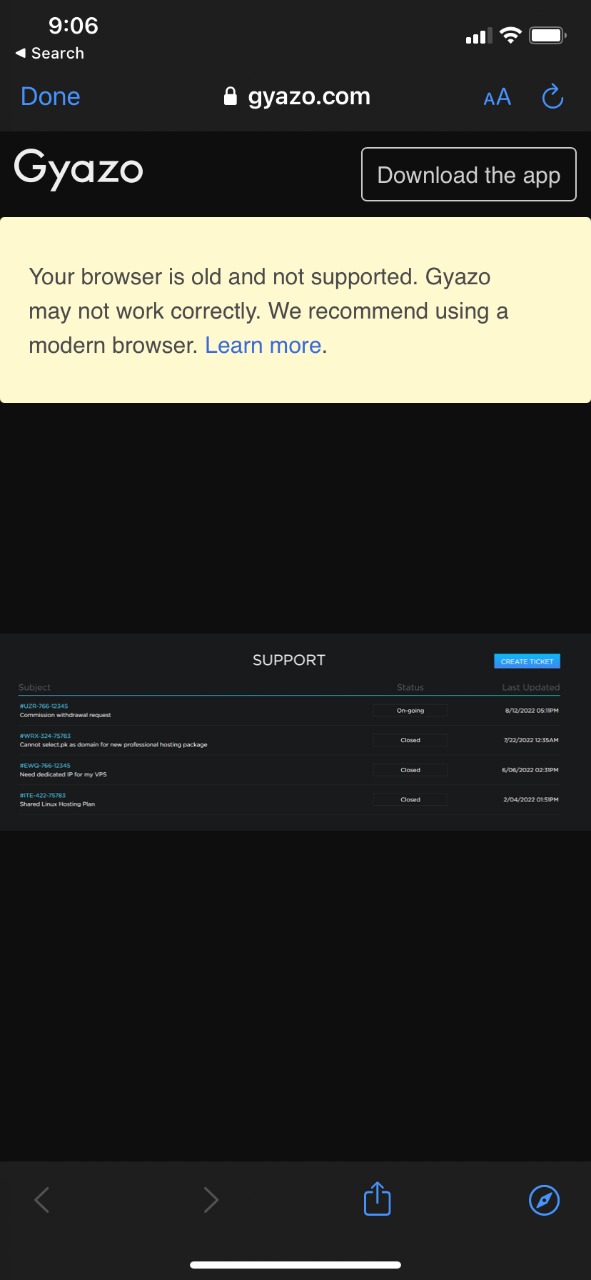 9:06
Search
Done
gyazo.com
AA
Gyazo
Download the app
Your browser is old and not supported. Gyazo
may not work correctly. We recommend using a
modern browser. Learn more.
SUPPORT
CREATE TICKET
Subject Status Last Updated
#UZR-766-12345
Commission withdrawal request
On-going 8/12/2022 05:11PM
#WRX-324-75783
Cannot select.pk as domain for new professional hosting package
Closed 7/22/2022 12:35AM
#EWQ-766-12345
Need dedicated IP for my VPS
Closed 6/06/2022 02:31PM
#ITE-422-75783
Shared Linux Hosting Plan
Closed 2/04/2022 01:51PM